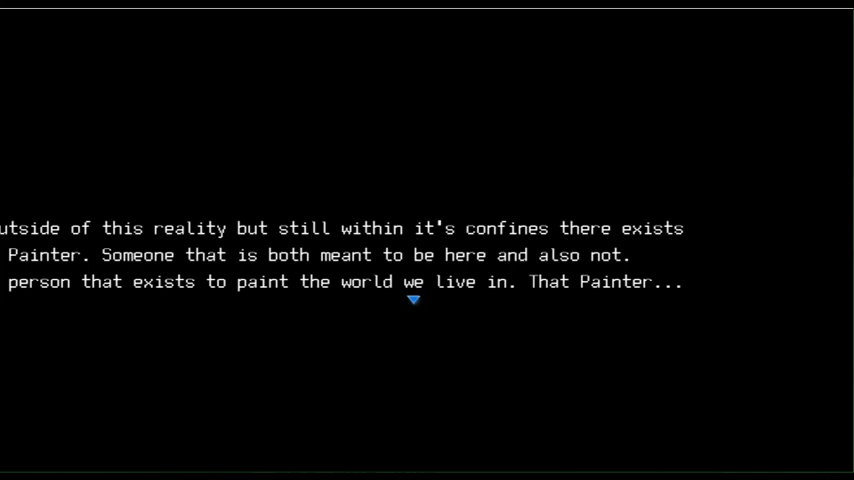 utside of this reality but still within it's confines there exists
Painter. Someone that is both meant to be here and also not.
person that exists to paint the world we live in. That Painter...